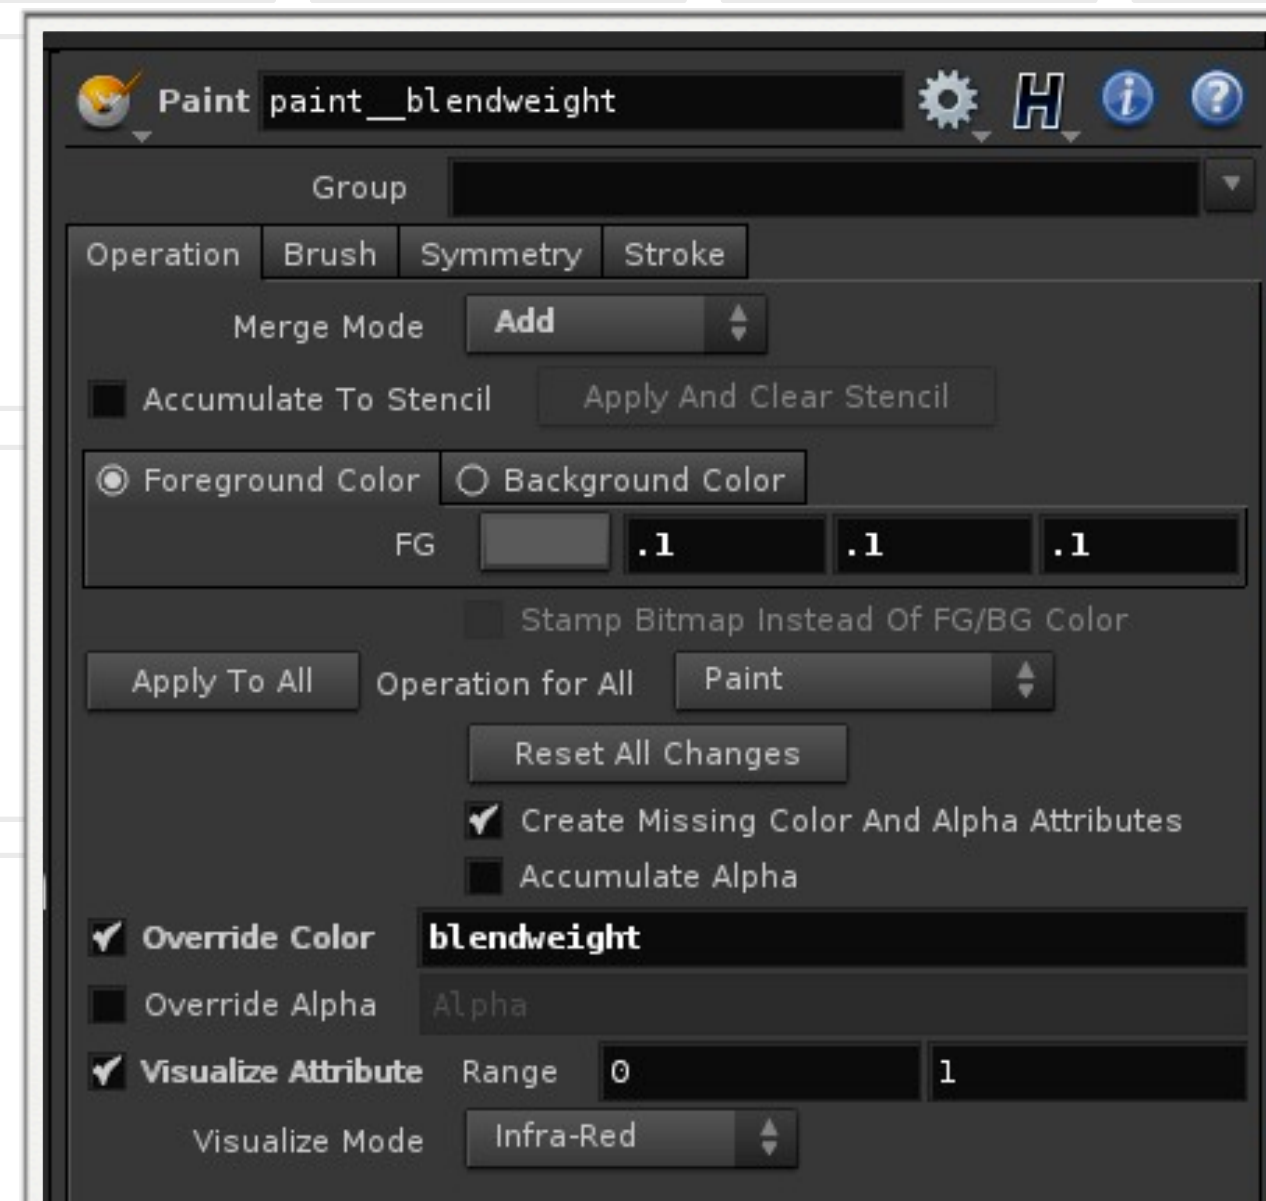 Paint paint__blendweight
Group
Operation Brush Symmetry Stroke
Merge Mode Add
Accumulate To Stencil Apply And Clear Stencil
Foreground Color Background Color
FG .1 .1 .1
Stamp Bitmap Instead Of FG/BG Color
Apply To All Operation for All Paint
Reset All Changes
Create Missing Color And Alpha Attributes
Accumulate Alpha
Override Color blendweight
Override Alpha Alpha
Visualize Attribute Range 0 1
Visualize Mode Infra-Red